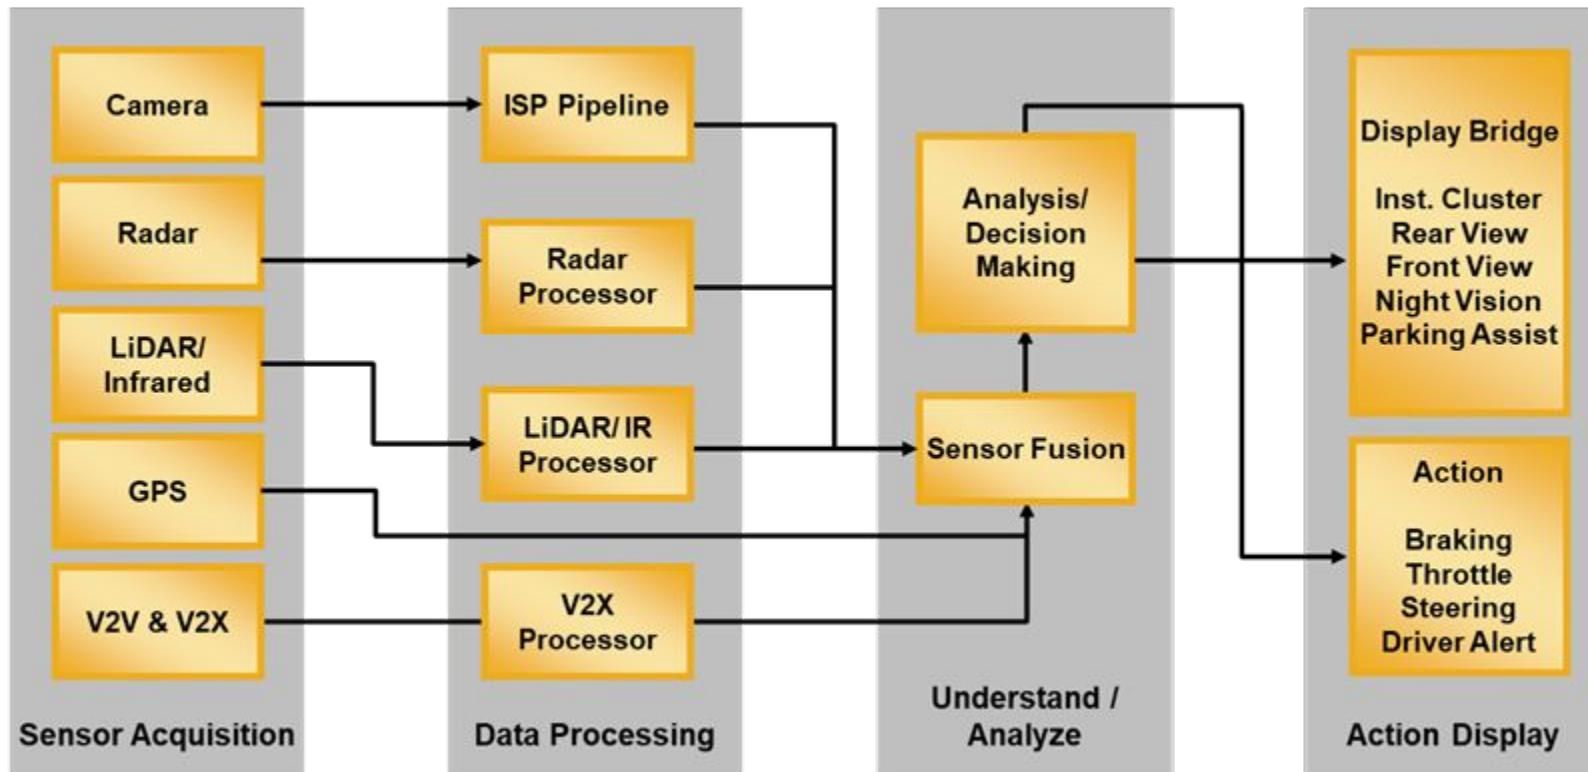 Camera
Radar
LiDAR/
Infrared
GPS
V2V & V2X
Sensor Acquisition
ISP Pipeline
Radar
Processor
LiDAR/ IR
Processor
V2X
Processor
Data Processing
Analysis/
Decision
Making
Sensor Fusion
Understand /
Analyze
Display Bridge
Inst. Cluster
Rear View
Front View
Night Vision
Parking Assist
Action
Braking
Throttle
Steering
Driver Alert
Action Display